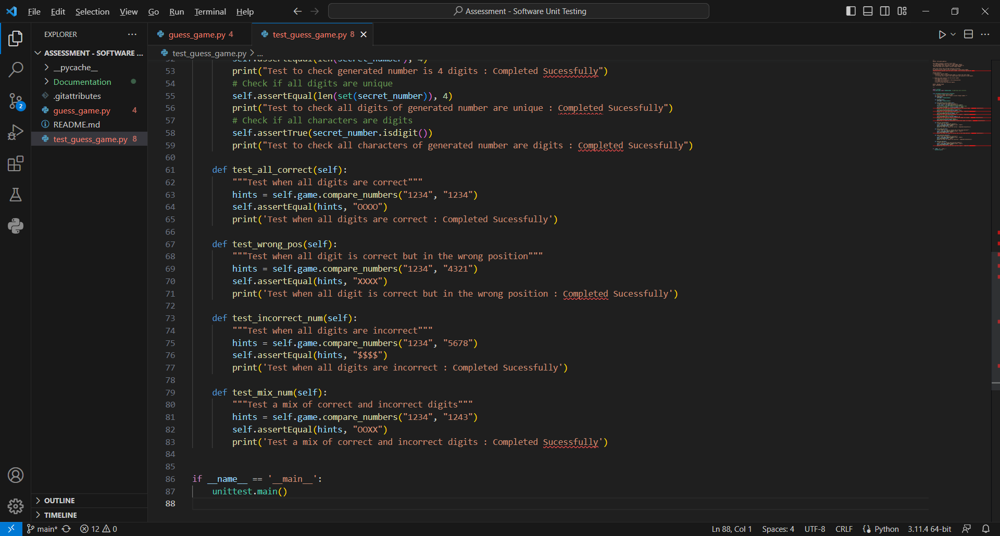 File Edit Selection View Go Run Terminal Help
Assessment - Software Unit Testing
EXPLORER
ASSESSMENT - SOFTWARE ...
__pycache__
Documentation
.gitattributes
guess_game.py 4
README.md
test_guess_game.py 8
OUTLINE
TIMELINE
2
guess_game.py 4
test_guess_game.py 8
test_guess_game.py > ...
52 self.assertEqual(len(secret_number), 4)
53 print("Test to check generated number is 4 digits : Completed Sucessfully")
54 # Check if all digits are unique
55 self.assertEqual(len(set(secret_number)), 4)
56 print("Test to check all digits of generated number are unique : Completed Sucessfully")
57 # Check if all characters are digits
58 self.assertTrue(secret_number.isdigit())
59 print("Test to check all characters of generated number are digits : Completed Sucessfully")
60
61 def test_all_correct(self):
62 """Test when all digits are correct"""
63 hints = self.game.compare_numbers("1234", "1234")
64 self.assertEqual(hints, "OOOO")
65 print('Test when all digits are correct : Completed Sucessfully')
66
67 def test_wrong_pos(self):
68 """Test when all digit is correct but in the wrong position"""
69 hints = self.game.compare_numbers("1234", "4321")
70 self.assertEqual(hints, "XXXX")
71 print('Test when all digit is correct but in the wrong position : Completed Sucessfully')
72
73 def test_incorrect_num(self):
74 """Test when all digits are incorrect"""
75 hints = self.game.compare_numbers("1234", "5678")
76 self.assertEqual(hints, "$$$$")
77 print('Test when all digits are incorrect : Completed Sucessfully')
78
79 def test_mix_num(self):
80 """Test a mix of correct and incorrect digits"""
81 hints = self.game.compare_numbers("1234", "1243")
82 self.assertEqual(hints, "OOXX")
83 print('Test a mix of correct and incorrect digits : Completed Sucessfully')
84
85
86 if __name__ == '__main__':
87 unittest.main()
88
main* 12 0
Ln 88, Col 1 Spaces: 4 UTF-8 CRLF Python 3.11.4 64-bit